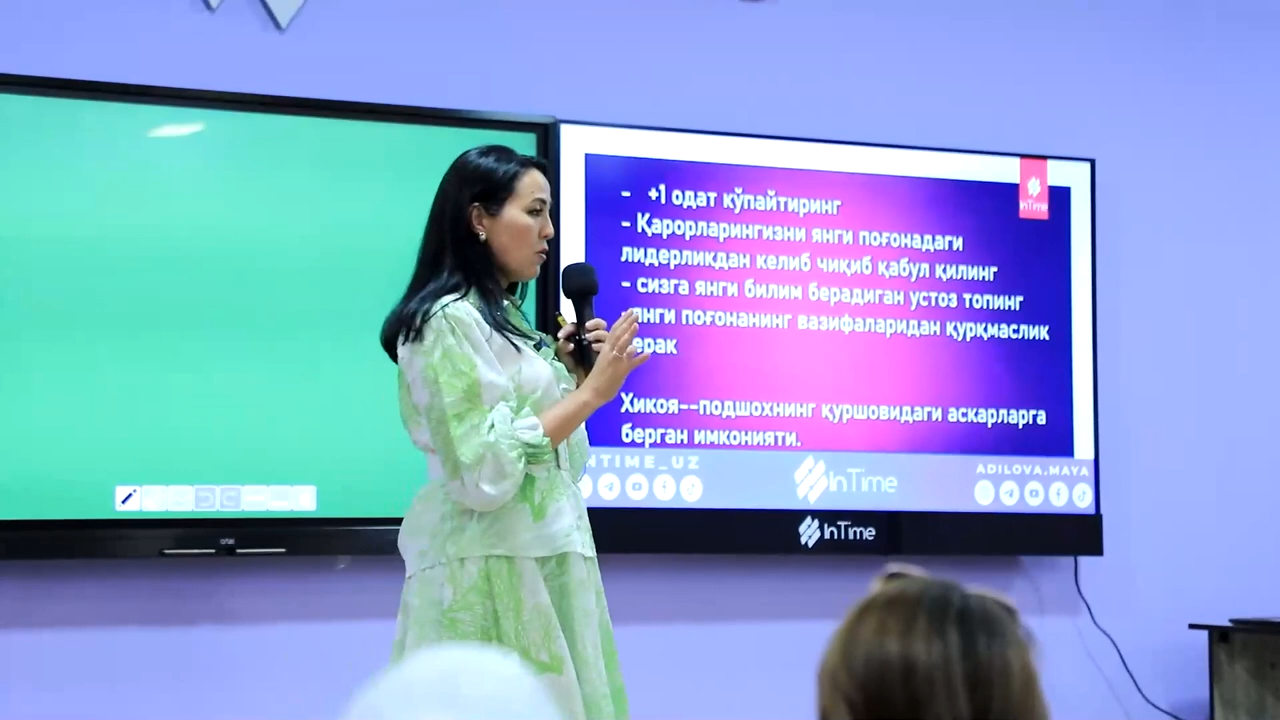 InTime
- +1 одат кўпайтиринг
- Қарорларингизни янги поғонадаги
лидерликдан келиб чиқиб қабул қилинг
- сизга янги билим берадиган устоз топинг
янги поғонанинг вазифаларидан қурқмаслик
Хикоя--подшохнинг қуршовидаги аскарларга
берган имконияти.
NTIME_UZ
InTime
ADILOVA.MAYA
InTime